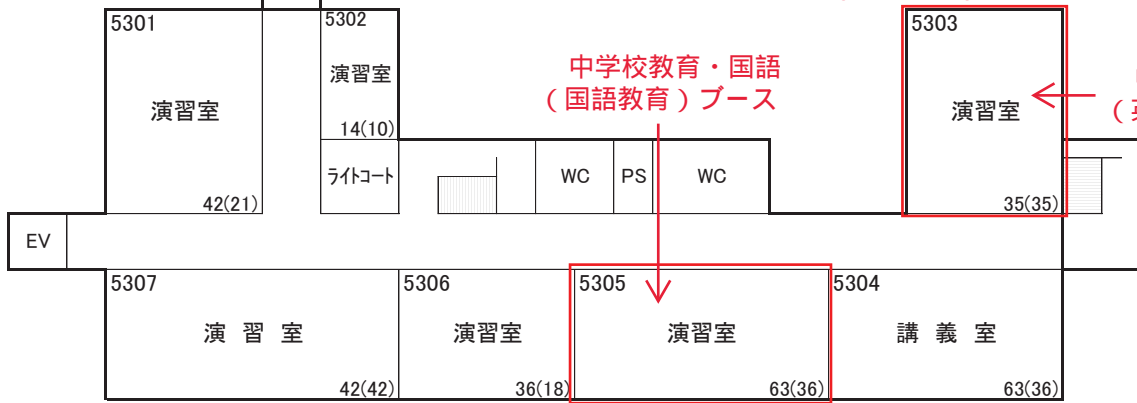 5301
演習室
42(21)
5302
演習室
14(10)
ライトコート
中学校教育・国語
(国語教育)ブース
WC
PS
WC
5303
演習室
35(35)
EV
5307
演習室
42(42)
5306
演習室
36(18)
5305
演習室
63(36)
5304
講義室
63(36)